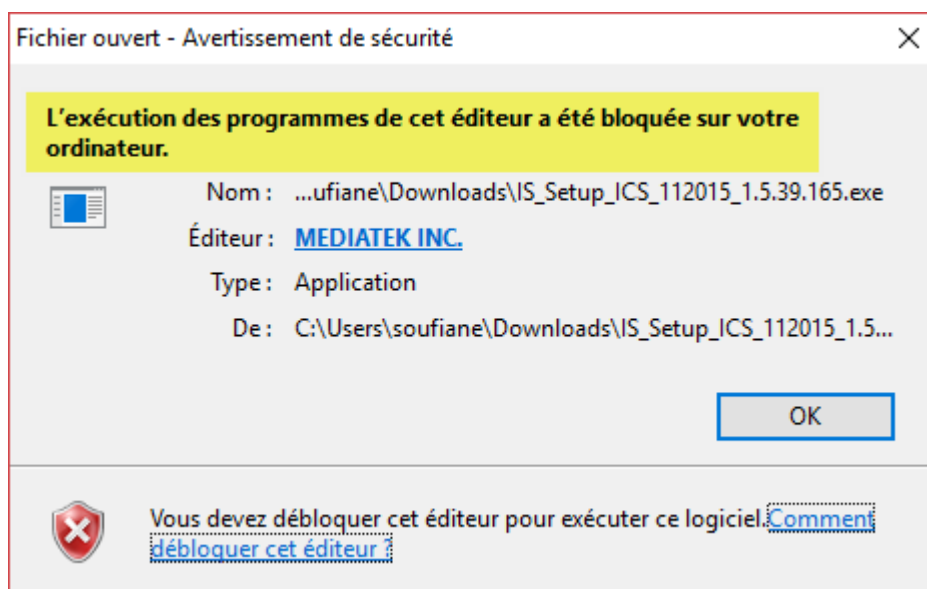 Fichier ouvert - Avertissement de sécurité
L'exécution des programmes de cet éditeur a été bloquée sur votre
ordinateur.
Nom : ...ufiane\Downloads\IS_Setup_ICS_112015_1.5.39.165.exe
Éditeur : MEDIATEK INC.
Type : Application
De : C:\Users\soufiane\Downloads\IS_Setup_ICS_112015_1.5...
OK
Vous devez débloquer cet éditeur pour exécuter ce logiciel.Comment
débloquer cet éditeur ?